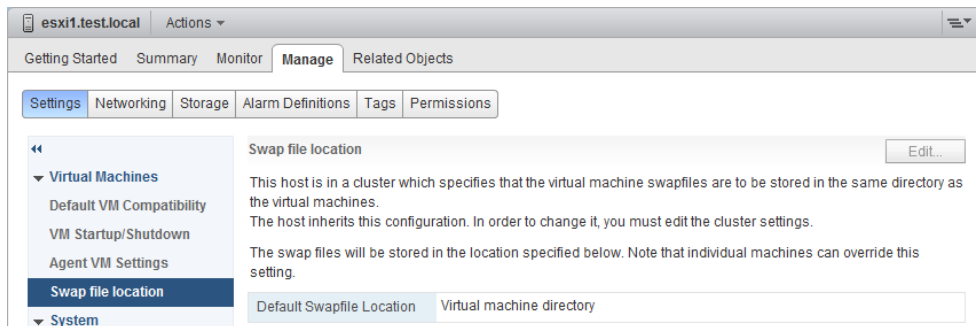 esxi1.test.local Actions
Getting Started Summary Monitor Manage Related Objects
Settings Networking Storage Alarm Definitions Tags Permissions
Virtual Machines
Default VM Compatibility
VM Startup/Shutdown
Agent VM Settings
Swap file location
System
Swap file location
Edit...
This host is in a cluster which specifies that the virtual machine swapfiles are to be stored in the same directory as
the virtual machines.
The host inherits this configuration. In order to change it, you must edit the cluster settings.
The swap files will be stored in the location specified below. Note that individual machines can override this
setting.
Default Swapfile Location Virtual machine directory